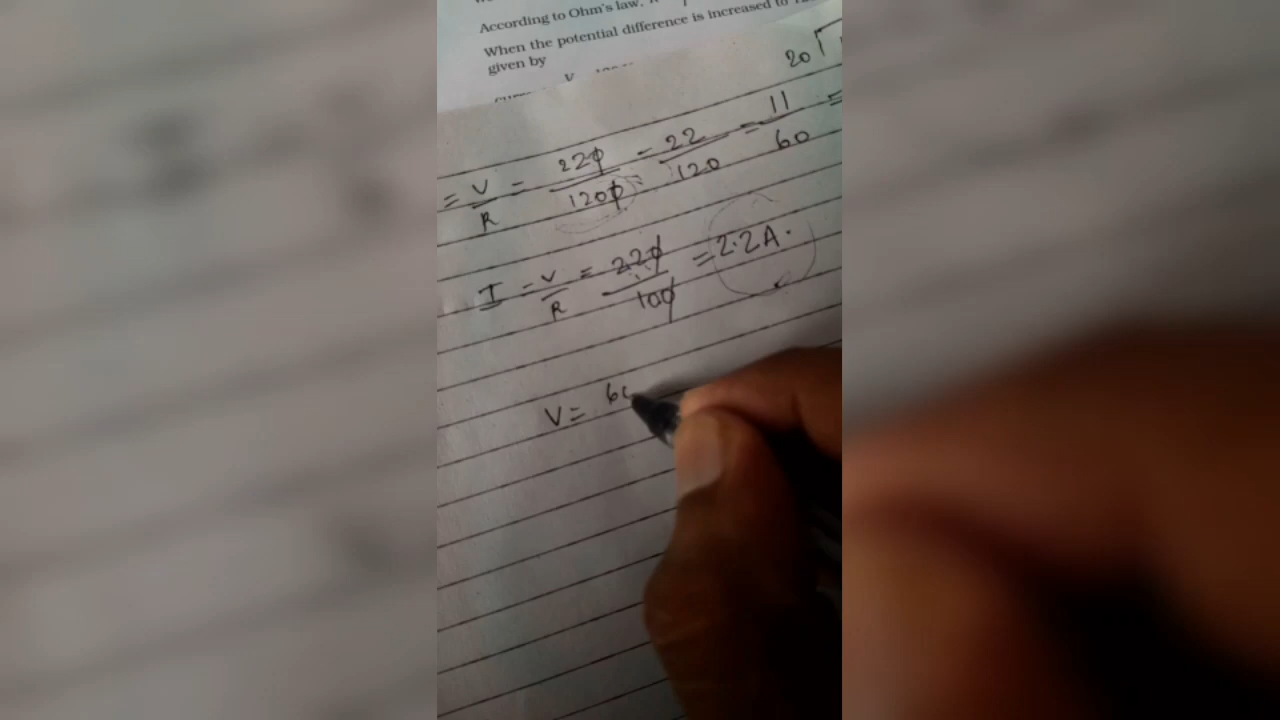 According to Ohm's law,
When the potential difference is increased to
given by
20
= V/R = 220/1200 = 22/120 = 11/60 =
I = V/R = 220/100 = 2.2A.
V = 60